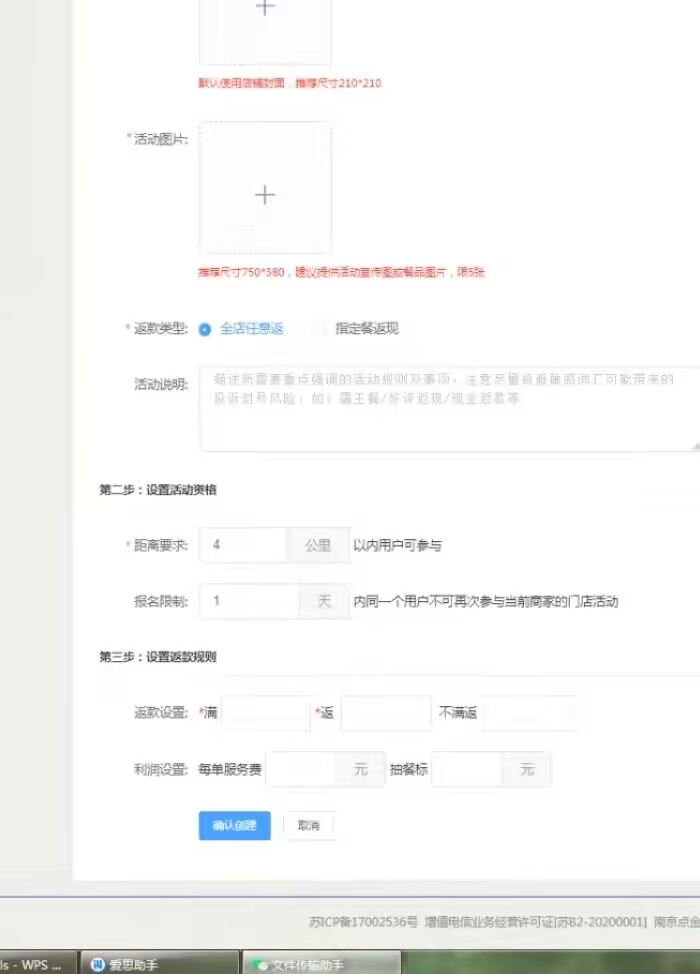 默认使用店铺封面，推荐尺寸210*210
*活动图片:
推荐尺寸750*380，建议提供活动宣传图或餐品图片，限5张
*返款类型: 全店任意返 指定餐返现
活动说明: 简述所需要重点强调的活动规则及事项，注意尽量规避敏感词汇可能带来的
投诉封号风险；如：霸王餐/好评返现/现金返款等
第二步：设置活动资格
*距离要求: 4 公里 以内用户可参与
报名限制: 1 天 内同一个用户不可再次参与当前商家的门店活动
第三步：设置返款规则
返款设置: *满 *返 不满返
利润设置: 每单服务费 元 抽餐标 元
确认创建 取消
苏ICP备17002536号 增值电信业务经营许可证[苏B2-20200001] 南京点金
ls - WPS ... 爱思助手 文件传输助手